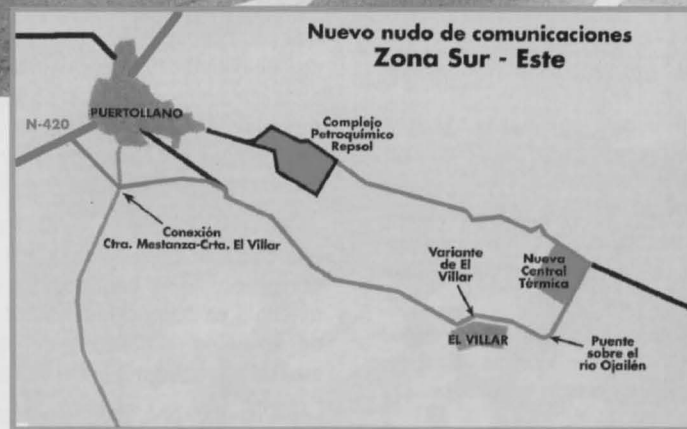 Nuevo nudo de comunicaciones
Zona Sur - Este
PUERTOLLANO
N-420
Complejo
Petroquímico
Repsol
Conexión
Ctra. Mestanza-Crta. El Villar
Variante
de El
Villar
Nueva
Central
Térmica
EL VILLAR
Puente
sobre el
rio Ojailén